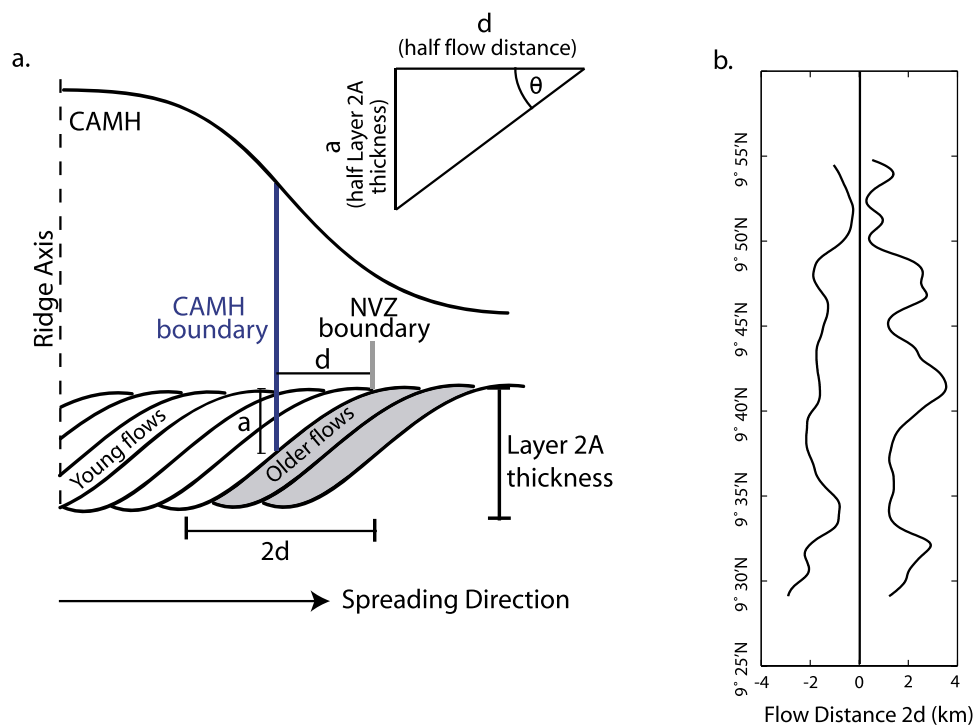 a.
CAMH
Ridge Axis
CAMH
boundary
NVZ
boundary
d
a
Young flows
Older flows
2d
Layer 2A
thickness
Spreading Direction
d
(half flow distance)
θ
a
(half Layer 2A
thickness)
b.
9˚ 55’N
9˚ 50’N
9˚ 45’N
9˚ 40’N
9˚ 35’N
9˚ 30’N
9˚ 25’N
-4 -2 0 2 4
Flow Distance 2d (km)